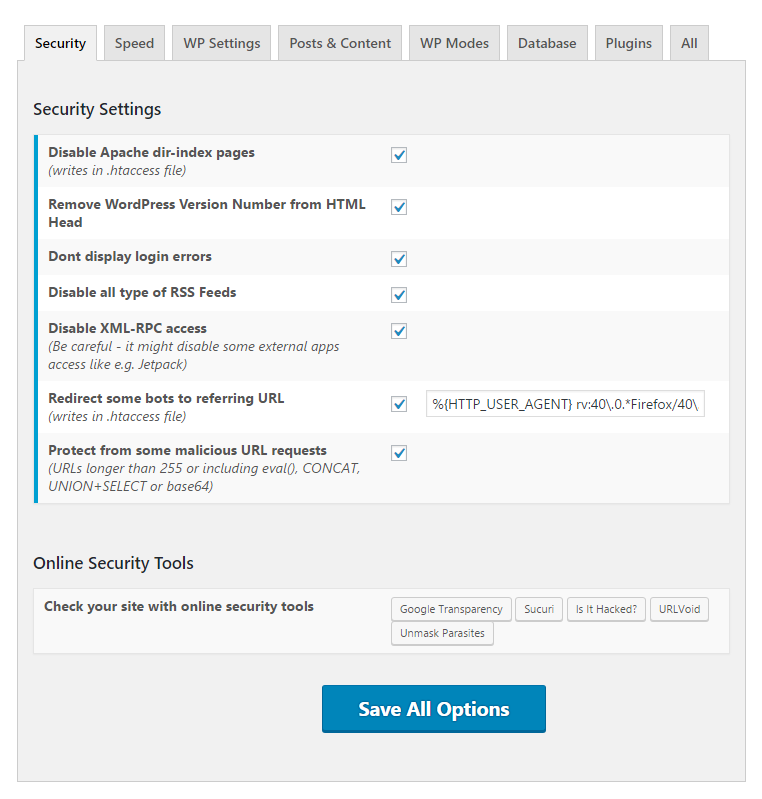 Security Speed WP Settings Posts & Content WP Modes Database Plugins All
Security Settings
Disable Apache dir-index pages
(writes in .htaccess file)
Remove WordPress Version Number from HTML
Head
Dont display login errors
Disable all type of RSS Feeds
Disable XML-RPC access
(Be careful - it might disable some external apps
access like e.g. Jetpack)
Redirect some bots to referring URL
(writes in .htaccess file)
%{HTTP_USER_AGENT} rv:40\.0.*Firefox/40\
Protect from some malicious URL requests
(URLs longer than 255 or including eval(), CONCAT,
UNION+SELECT or base64)
Online Security Tools
Check your site with online security tools
Google Transparency Sucuri Is It Hacked? URLVoid
Unmask Parasites
Save All Options